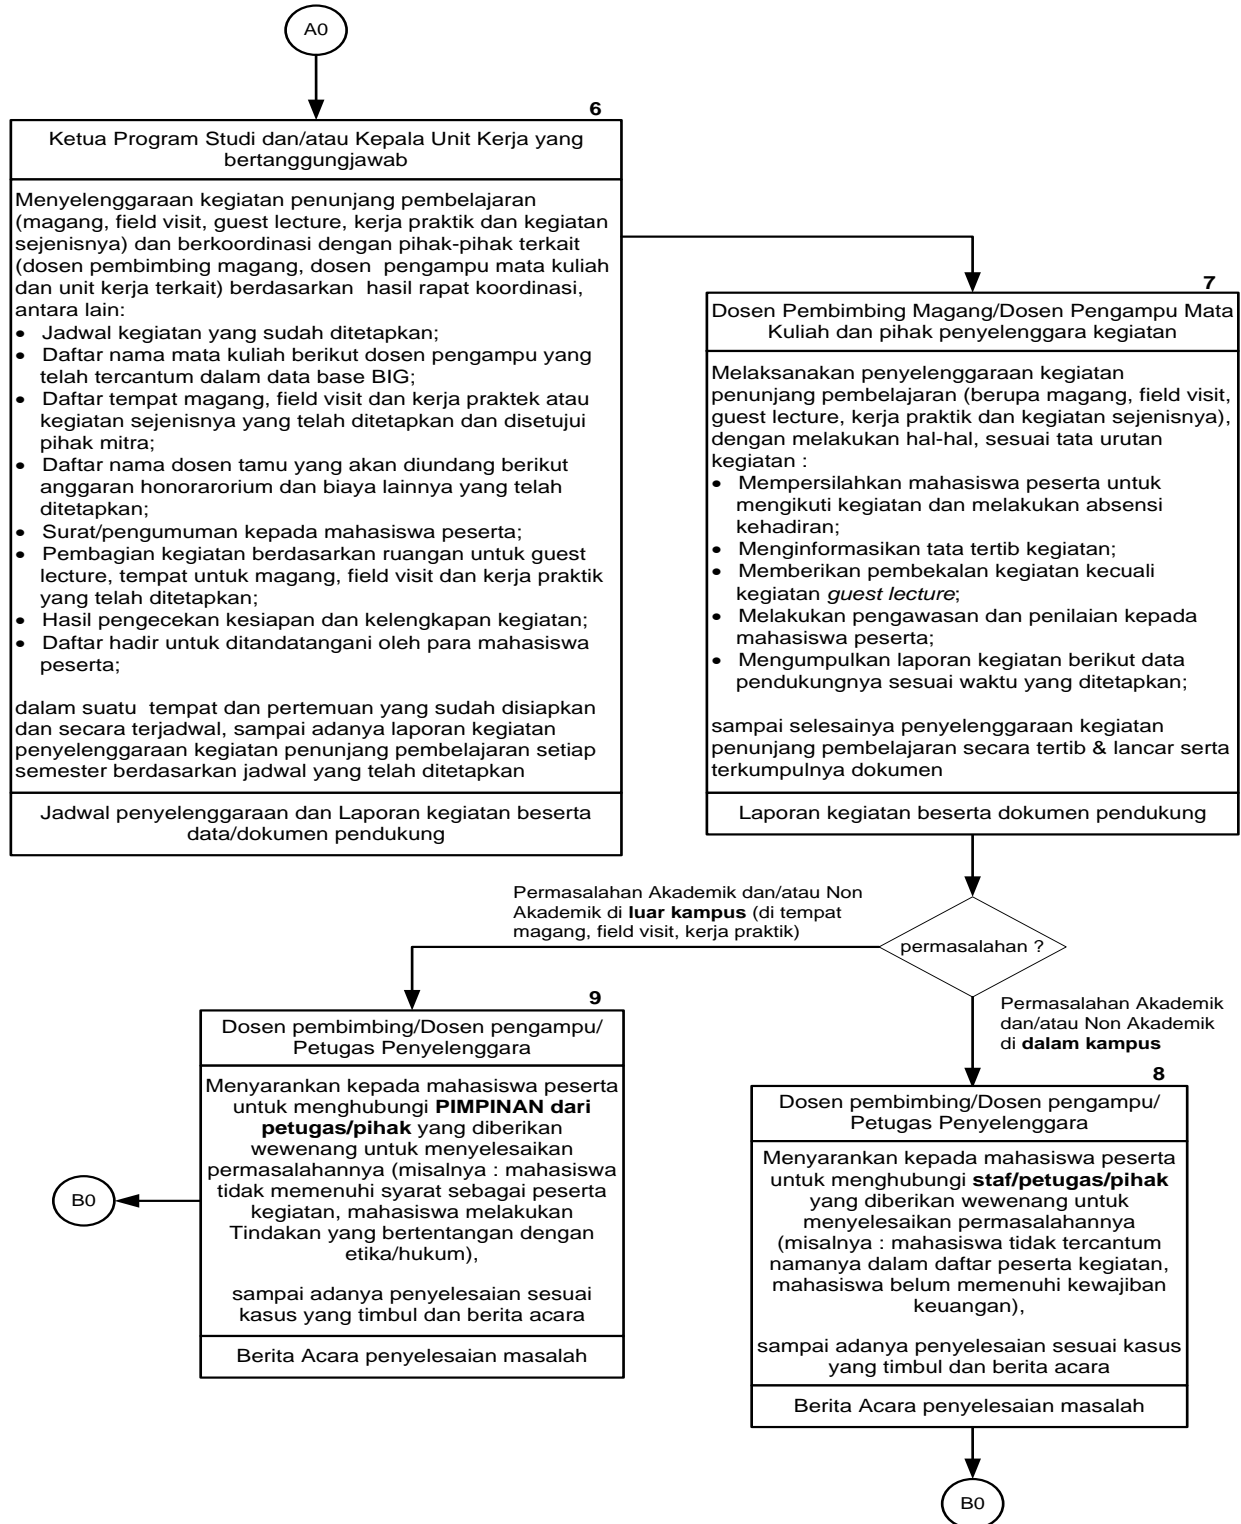 A0
6
Ketua Program Studi dan/atau Kepala Unit Kerja yang
bertanggungjawab
Menyelenggaraan kegiatan penunjang pembelajaran
(magang, field visit, guest lecture, kerja praktik dan kegiatan
sejenisnya) dan berkoordinasi dengan pihak-pihak terkait
(dosen pembimbing magang, dosen pengampu mata kuliah
dan unit kerja terkait) berdasarkan hasil rapat koordinasi,
antara lain:
• Jadwal kegiatan yang sudah ditetapkan;
• Daftar nama mata kuliah berikut dosen pengampu yang
telah tercantum dalam data base BIG;
• Daftar tempat magang, field visit dan kerja praktek atau
kegiatan sejenisnya yang telah ditetapkan dan disetujui
pihak mitra;
• Daftar nama dosen tamu yang akan diundang berikut
anggaran honorarorium dan biaya lainnya yang telah
ditetapkan;
• Surat/pengumuman kepada mahasiswa peserta;
• Pembagian kegiatan berdasarkan ruangan untuk guest
lecture, tempat untuk magang, field visit dan kerja praktik
yang telah ditetapkan;
• Hasil pengecekan kesiapan dan kelengkapan kegiatan;
• Daftar hadir untuk ditandatangani oleh para mahasiswa
peserta;
dalam suatu tempat dan pertemuan yang sudah disiapkan
dan secara terjadwal, sampai adanya laporan kegiatan
penyelenggaraan kegiatan penunjang pembelajaran setiap
semester berdasarkan jadwal yang telah ditetapkan
Jadwal penyelenggaraan dan Laporan kegiatan beserta
data/dokumen pendukung
7
Dosen Pembimbing Magang/Dosen Pengampu Mata
Kuliah dan pihak penyelenggara kegiatan
Melaksanakan penyelenggaraan kegiatan
penunjang pembelajaran (berupa magang, field visit,
guest lecture, kerja praktik dan kegiatan sejenisnya),
dengan melakukan hal-hal, sesuai tata urutan
kegiatan :
• Mempersilahkan mahasiswa peserta untuk
mengikuti kegiatan dan melakukan absensi
kehadiran;
• Menginformasikan tata tertib kegiatan;
• Memberikan pembekalan kegiatan kecuali
kegiatan guest lecture;
• Melakukan pengawasan dan penilaian kepada
mahasiswa peserta;
• Mengumpulkan laporan kegiatan berikut data
pendukungnya sesuai waktu yang ditetapkan;
sampai selesainya penyelenggaraan kegiatan
penunjang pembelajaran secara tertib & lancar serta
terkumpulnya dokumen
Laporan kegiatan beserta dokumen pendukung
permasalahan ?
Permasalahan Akademik dan/atau Non
Akademik di luar kampus (di tempat
magang, field visit, kerja praktik)
Permasalahan Akademik
dan/atau Non Akademik
di dalam kampus
9
Dosen pembimbing/Dosen pengampu/
Petugas Penyelenggara
Menyarankan kepada mahasiswa peserta
untuk menghubungi PIMPINAN dari
petugas/pihak yang diberikan
wewenang untuk menyelesaikan
permasalahannya (misalnya : mahasiswa
tidak memenuhi syarat sebagai peserta
kegiatan, mahasiswa melakukan
Tindakan yang bertentangan dengan
etika/hukum),
sampai adanya penyelesaian sesuai
kasus yang timbul dan berita acara
Berita Acara penyelesaian masalah
B0
8
Dosen pembimbing/Dosen pengampu/
Petugas Penyelenggara
Menyarankan kepada mahasiswa peserta
untuk menghubungi staf/petugas/pihak
yang diberikan wewenang untuk
menyelesaikan permasalahannya
(misalnya : mahasiswa tidak tercantum
namanya dalam daftar peserta kegiatan,
mahasiswa belum memenuhi kewajiban
keuangan),
sampai adanya penyelesaian sesuai kasus
yang timbul dan berita acara
Berita Acara penyelesaian masalah
B0